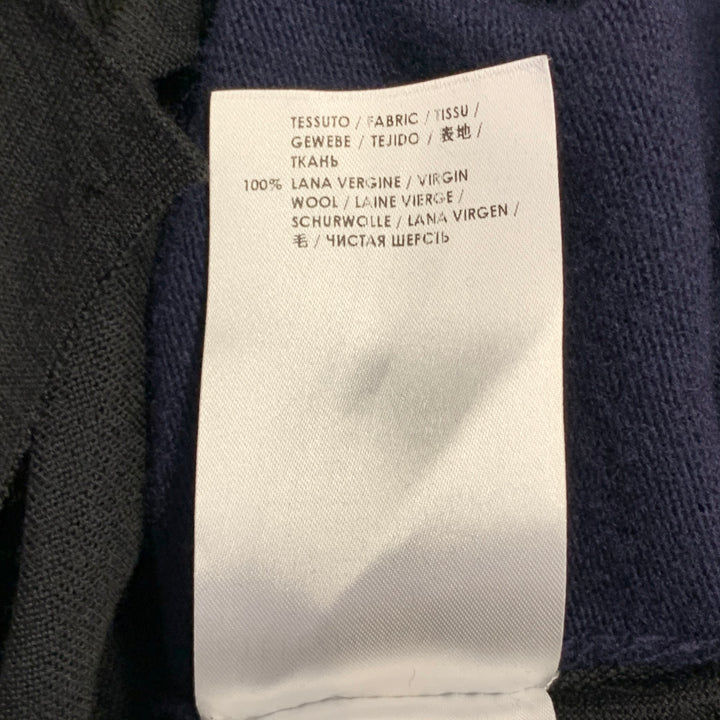 TESSUTO / FABRIC / TISSU /
GEWEBE / TEJIDO / 表地 /
ТКАНЬ
100% LANA VERGINE / VIRGIN
WOOL / LAINE VIERGE /
SCHURWOLLE / LANA VIRGEN /
毛 / ЧИСТАЯ ШЕРСТЬ